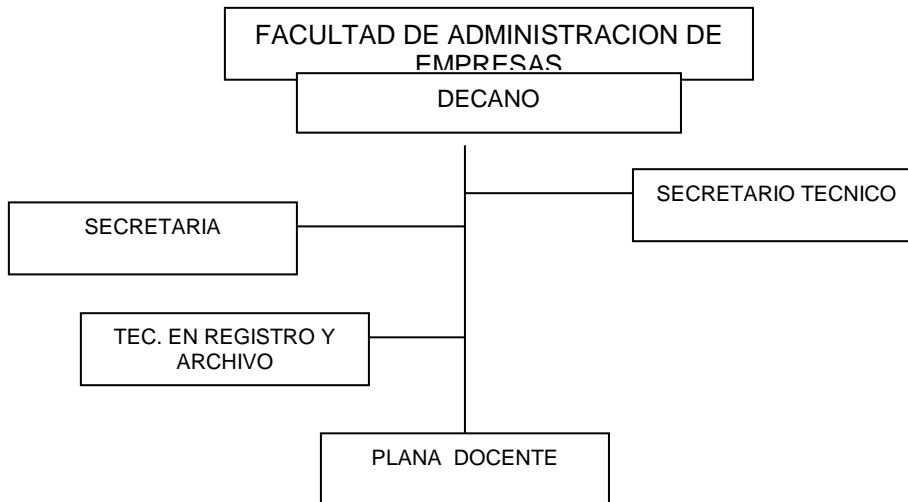 FACULTAD DE ADMINISTRACION DE
EMPRESAS
DECANO
SECRETARIO TECNICO
SECRETARIA
TEC. EN REGISTRO Y
ARCHIVO
PLANA DOCENTE